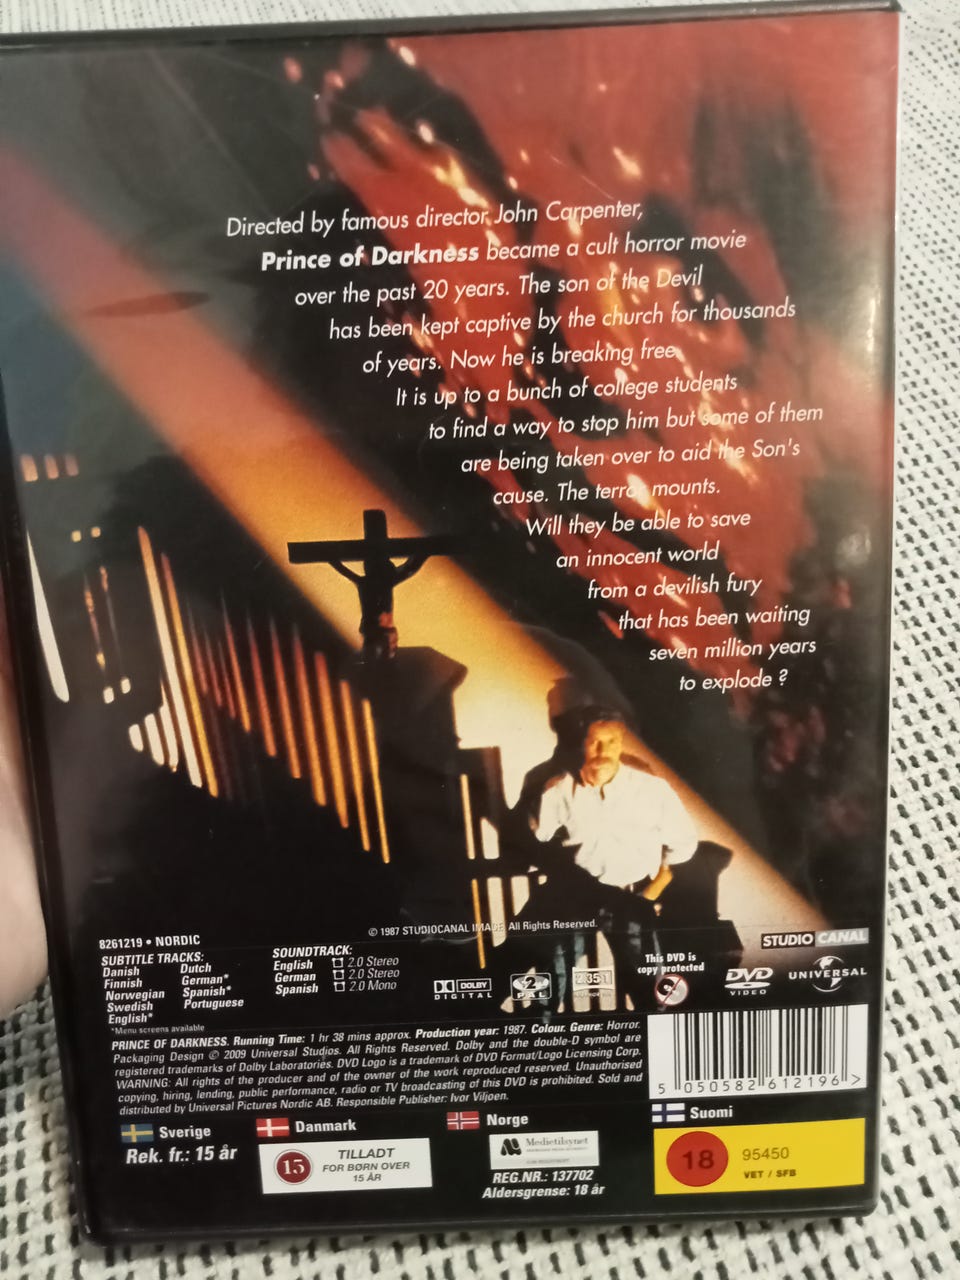 Directed by famous director John Carpenter,
Prince of Darkness became a cult horror movie
over the past 20 years. The son of the Devil
has been kept captive by the church for thousands
of years. Now he is breaking free.
It is up to a bunch of college students
to find a way to stop him but some of them
are being taken over to aid the Son's
cause. The terror mounts.
Will they be able to save
an innocent world
from a devilish fury
that has been waiting
seven million years
to explode ?
© 1987 STUDIOCANAL IMAGE All Rights Reserved.
8261219 • NORDIC
SUBTITLE TRACKS:
Danish
Finnish
Norwegian
Swedish
English*
Dutch
German*
Spanish*
Portuguese
*Menu screens available
SOUNDTRACK:
English 2.0 Stereo
German 2.0 Stereo
Spanish 2.0 Mono
DOLBY
DIGITAL
2
PAL
2.35:1
This DVD is
copy protected
DVD
VIDEO
STUDIO CANAL
UNIVERSAL
PRINCE OF DARKNESS. Running Time: 1 hr 38 mins approx. Production year: 1987. Colour. Genre: Horror.
Packaging Design © 2009 Universal Studios. All Rights Reserved. Dolby and the double-D symbol are
registered trademarks of Dolby Laboratories. DVD Logo is a trademark of DVD Format/Logo Licensing Corp.
WARNING: All rights of the producer and of the owner of the work reproduced reserved. Unauthorised
copying, hiring, lending, public performance, radio or TV broadcasting of this DVD is prohibited. Sold and
distributed by Universal Pictures Nordic AB. Responsible Publisher: Ivor Viljoen.
5 050582 612196 >
Sverige
Rek. fr.: 15 år
Danmark
15
TILLADT
FOR BØRN OVER
15 ÅR
Norge
Medietilsynet
REG.NR.: 137702
Aldersgrense: 18 år
Suomi
18
95450
VET / SFB